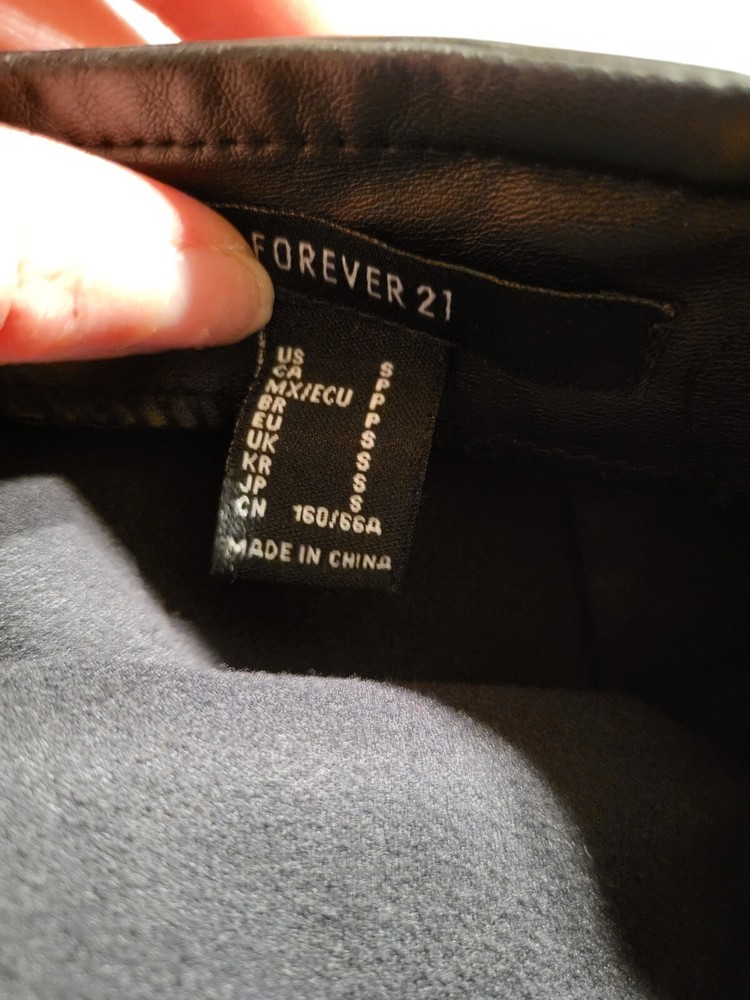 FOREVER 21
US S
CA P
MX/ECU P
BR P
EU S
UK S
KR S
JP S
CN 160/66A
MADE IN CHINA